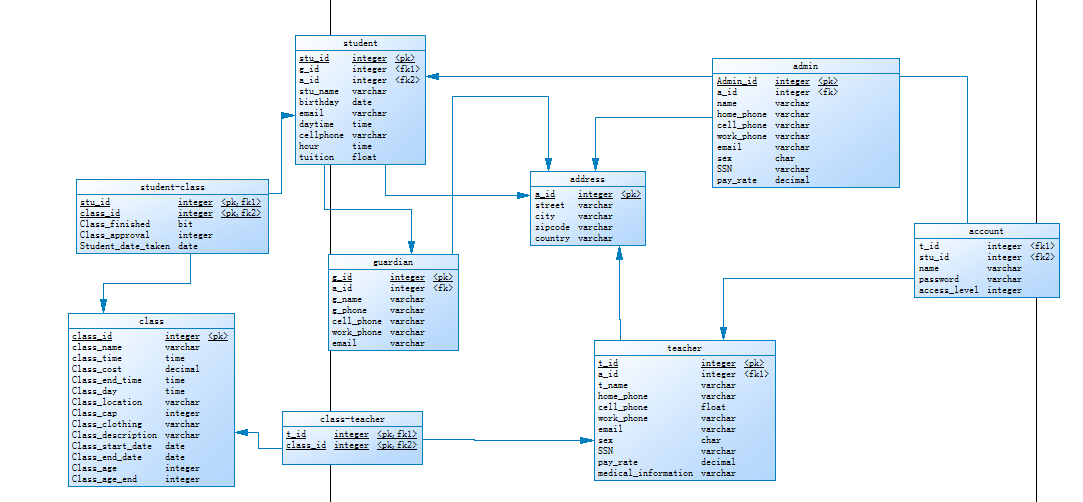 student
stu_id integer <pk>
g_id integer <fk1>
a_id integer <fk2>
stu_name varchar
birthday date
email varchar
daytime time
cellphone varchar
hour time
tuition float
admin
Admin_id integer <pk>
a_id integer <fk>
name varchar
home_phone varchar
cell_phone varchar
work_phone varchar
email varchar
sex char
SSN varchar
pay_rate decimal
student-class
stu_id integer <pk,fk1>
class_id integer <pk,fk2>
Class_finished bit
Class_approval integer
Student_date_taken date
address
a_id integer <pk>
street varchar
city varchar
zipcode varchar
country varchar
account
t_id integer <fk1>
stu_id integer <fk2>
name varchar
password varchar
access_level integer
guardian
g_id integer <pk>
a_id integer <fk>
g_name varchar
g_phone varchar
cell_phone varchar
work_phone varchar
email varchar
class
class_id integer <pk>
class_name varchar
class_time time
Class_cost decimal
Class_end_time time
Class_day time
Class_location varchar
Class_cap integer
Class_clothing varchar
Class_description varchar
Class_start_date date
Class_end_date date
Class_age integer
Class_age_end integer
teacher
t_id integer <pk>
a_id integer <fk1>
t_name varchar
home_phone varchar
cell_phone float
work_phone varchar
email varchar
sex char
SSN varchar
pay_rate decimal
medical_information varchar
class-teacher
t_id integer <pk,fk1>
class_id integer <pk,fk2>